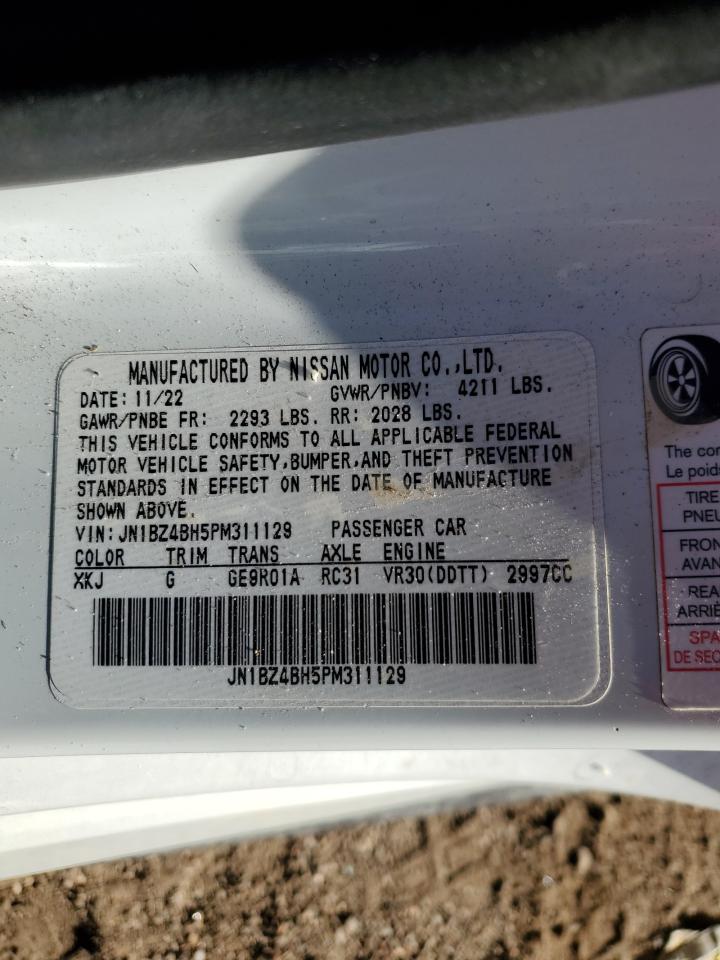 MANUFACTURED BY NISSAN MOTOR CO.,LTD.
DATE: 11/22 GVWR/PNBV: 4211 LBS.
GAWR/PNBE FR: 2293 LBS. RR: 2028 LBS.
THIS VEHICLE CONFORMS TO ALL APPLICABLE FEDERAL
MOTOR VEHICLE SAFETY,BUMPER,AND THEFT PREVENTION
STANDARDS IN EFFECT ON THE DATE OF MANUFACTURE
SHOWN ABOVE.
VIN:JN1BZ4BH5PM311129 PASSENGER CAR
COLOR TRIM TRANS AXLE ENGINE
XKJ G GE9R01A RC31 VR30(DDTT) 2997CC
JN1BZ4BH5PM311129
The
Le poids
TIRE
PNEU
FRON
AVAN
REA
ARRIÈ
SPA
DE SEC